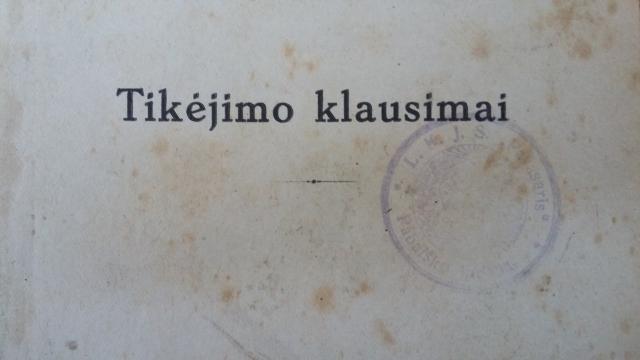 Tikėjimo klausimai
L. K. J. S.